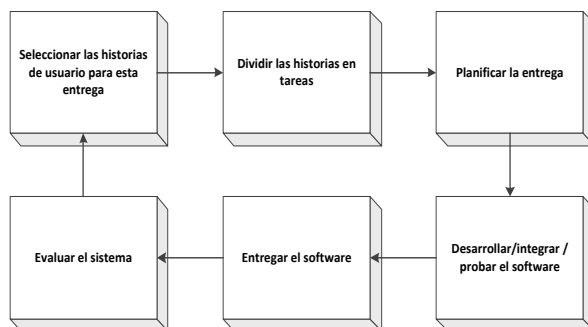 Seleccionar las historias
de usuario para esta
entrega
Dividir las historias en
tareas
Planificar la entrega
Evaluar el sistema
Entregar el software
Desarrollar/integrar /
probar el software